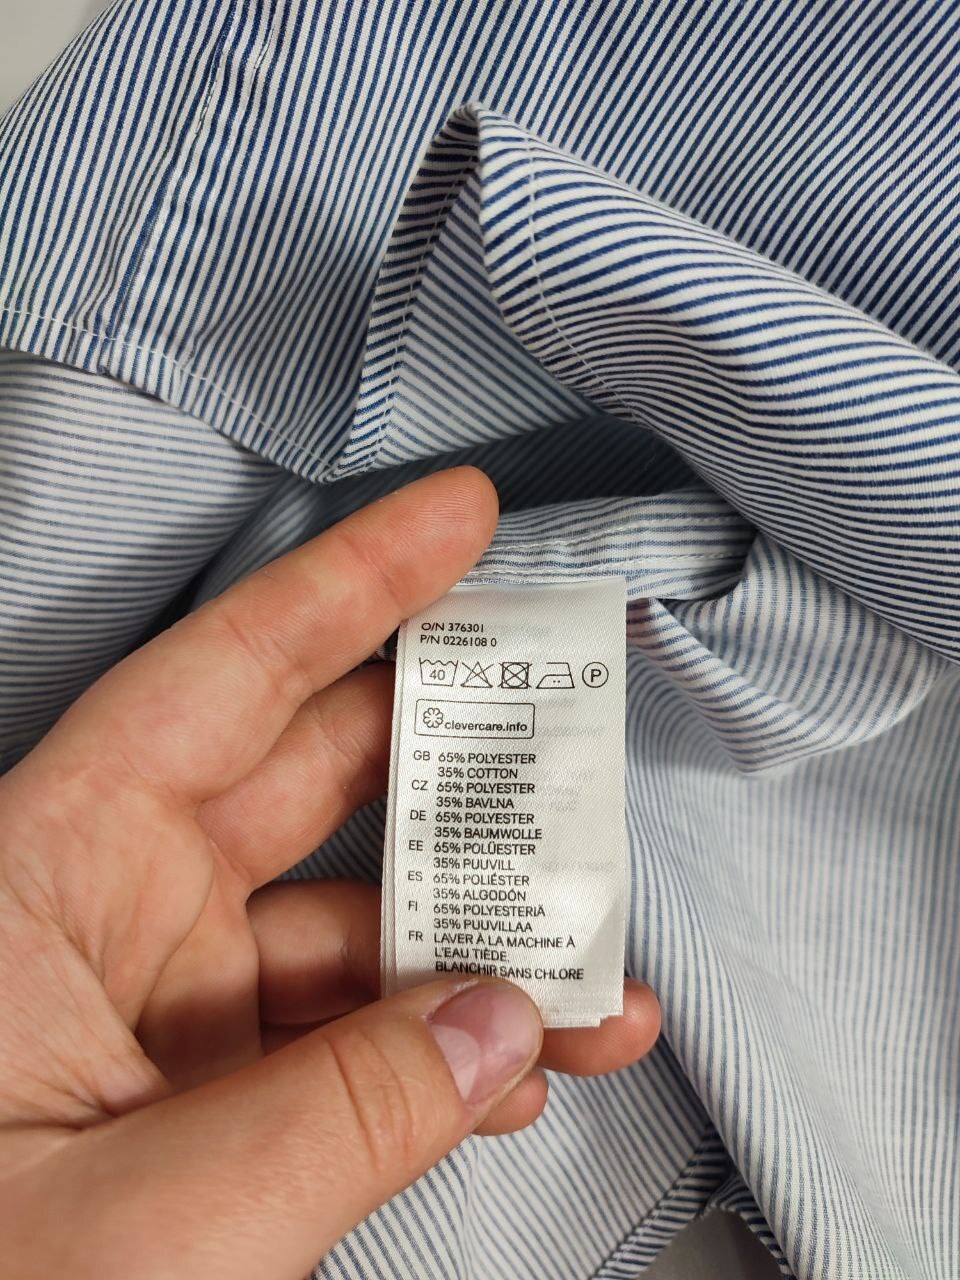 O/N 376301
P/N 0226108 0
40 P
clevercare.info
GB 65% POLYESTER
35% COTTON
CZ 65% POLYESTER
35% BAVLNA
DE 65% POLYESTER
35% BAUMWOLLE
EE 65% POLÜESTER
35% PUUVILL
ES 65% POLIÉSTER
35% ALGODÓN
FI 65% POLYESTERIÄ
35% PUUVILLAA
FR LAVER À LA MACHINE À
L'EAU TIÈDE.
BLANCHIR SANS CHLORE